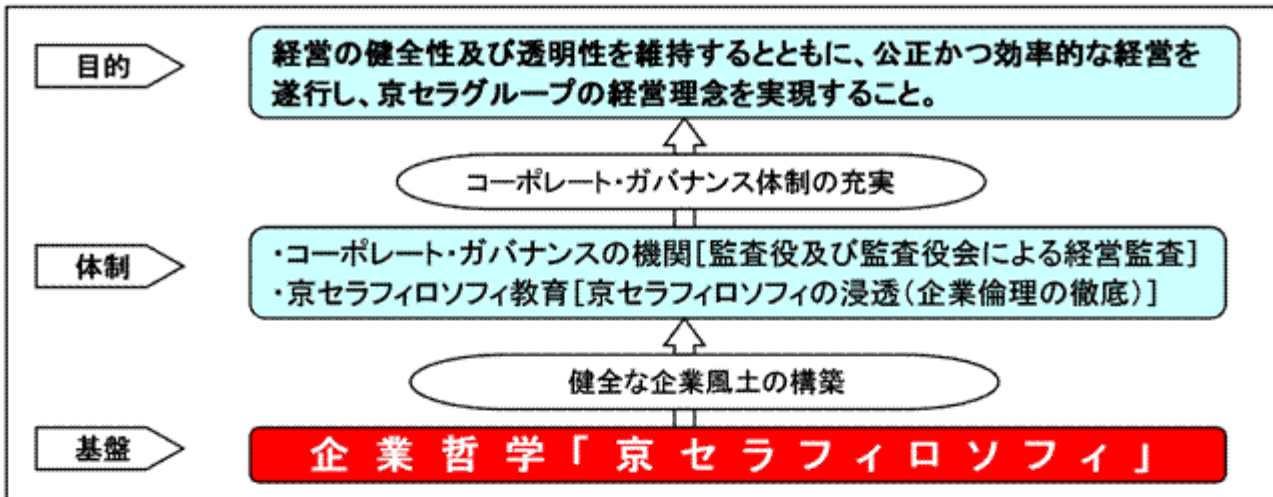 目的
経営の健全性及び透明性を維持するとともに、公正かつ効率的な経営を
遂行し、京セラグループの経営理念を実現すること。
コーポレート・ガバナンス体制の充実
体制
・コーポレート・ガバナンスの機関[監査役及び監査役会による経営監査]
・京セラフィロソフィ教育[京セラフィロソフィの浸透(企業倫理の徹底)]
健全な企業風土の構築
基盤
企業哲学「京セラフィロソフィ」